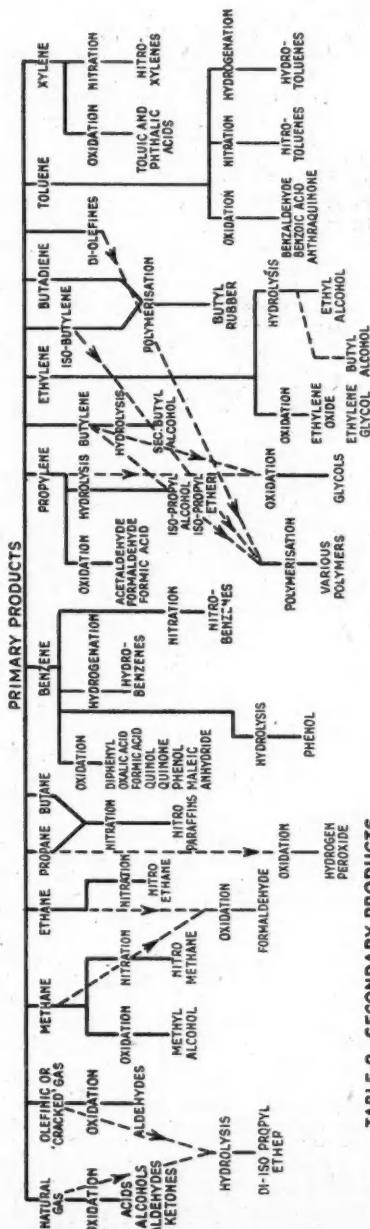 PRIMARY PRODUCTS
NATURAL
GAS
OXIDATION
ACIDS
ALCOHOLS
ALDEHYDES
KETONES
OLEFINIC OR
'CRACKED' GAS
OXIDATION
ALDEHYDES
HYDROLYSIS
DI-ISO PROPYL
ETHER
METHANE
OXIDATION
METHYL
ALCOHOL
NITRATION
NITRO
METHANE
ETHANE
NITRATION
NITRO
ETHANE
OXIDATION
FORMALDEHYDE
PROPANE
BUTANE
NITRATION
NITRO
PARAFFINS
OXIDATION
HYDROGEN
PEROXIDE
BENZENE
OXIDATION
DIPHENYL
OXALIC ACID
FORMIC ACID
QUINOL
QUINONE
PHENOL
MALEIC
ANHYDRIDE
HYDROGENATION
HYDRO-
BENZENES
NITRATION
NITRO-
BENZENES
HYDROLYSIS
PHENOL
PROPYLENE
OXIDATION
ACETALDEHYDE
FORMALDEHYDE
FORMIC ACID
HYDROLYSIS
ISO-PROPYL
ALCOHOL
ISO-PROPYL
ETHER
BUTYLENE
HYDROLYSIS
SEC. BUTYL
ALCOHOL
POLYMERISATION
VARIOUS
POLYMERS
OXIDATION
GLYCOLS
ETHYLENE
OXIDATION
ETHYLENE
OXIDE
ETHYLENE
GLYCOL
HYDROLYSIS
BUTYL
ALCOHOL
ETHYL
ALCOHOL
ISO-BUTYLENE
BUTADIENE
DI-OLEFINES
POLYMERISATION
BUTYL
RUBBER
TOLUENE
OXIDATION
BENZALDEHYDE
BENZOIC ACID
ANTHRAQUINONE
NITRATION
NITRO-
TOLUENES
HYDROGENATION
HYDRO-
TOLUENES
XYLENE
OXIDATION
TOLUIC AND
PHTHALIC
ACIDS
NITRATION
NITRO-
XYLENES
SECONDARY PRODUCTS